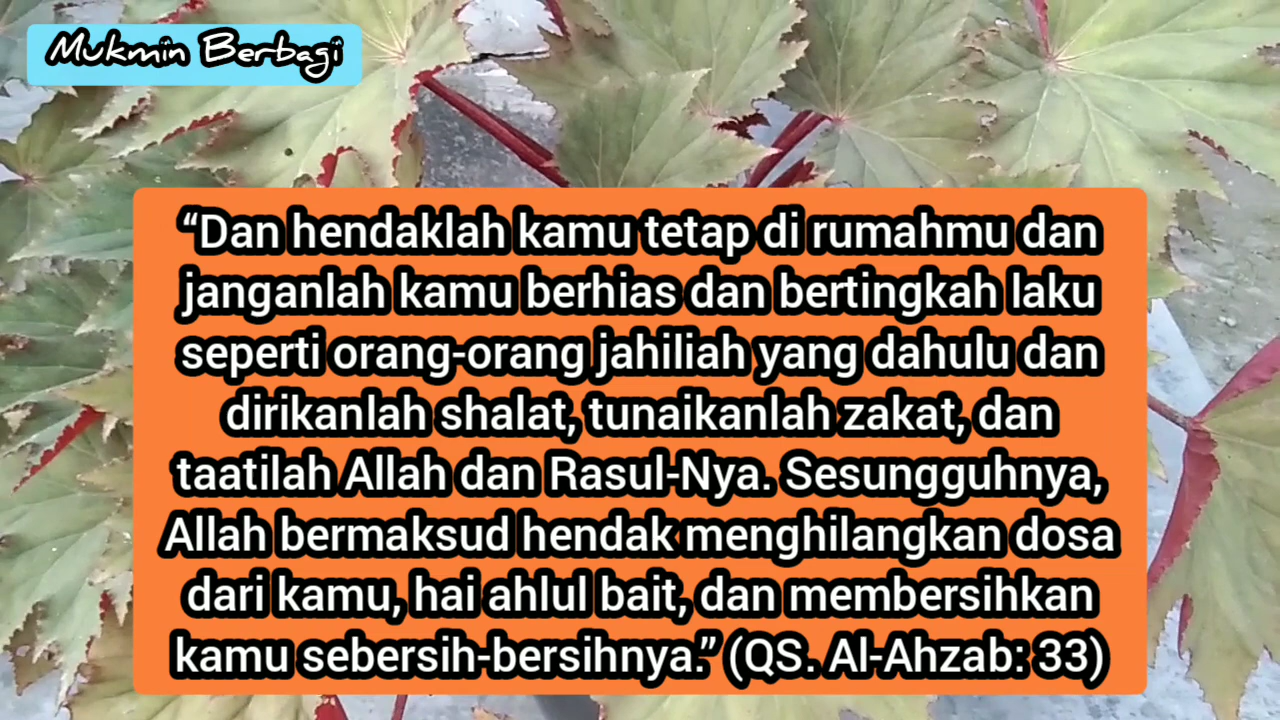 Mukmin Berbagi
“Dan hendaklah kamu tetap di rumahmu dan
janganlah kamu berhias dan bertingkah laku
seperti orang-orang jahiliah yang dahulu dan
dirikanlah shalat, tunaikanlah zakat, dan
taatilah Allah dan Rasul-Nya. Sesungguhnya,
Allah bermaksud hendak menghilangkan dosa
dari kamu, hai ahlul bait, dan membersihkan
kamu sebersih-bersihnya.” (QS. Al-Ahzab: 33)